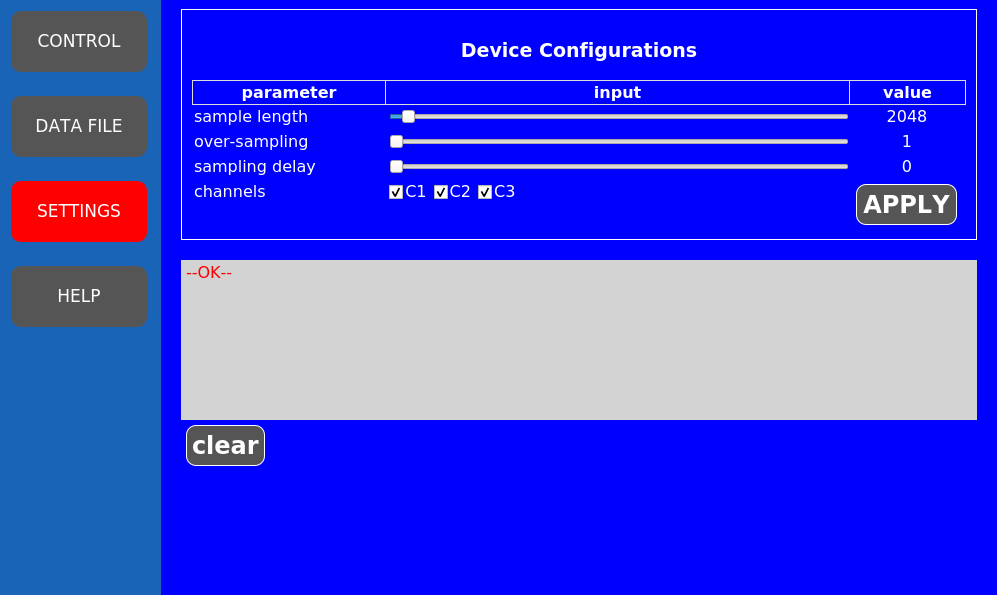 CONTROL
DATA FILE
SETTINGS
HELP
Device Configurations
parameter input value
sample length 2048
over-sampling 1
sampling delay 0
channels C1 C2 C3
APPLY
--OK--
clear